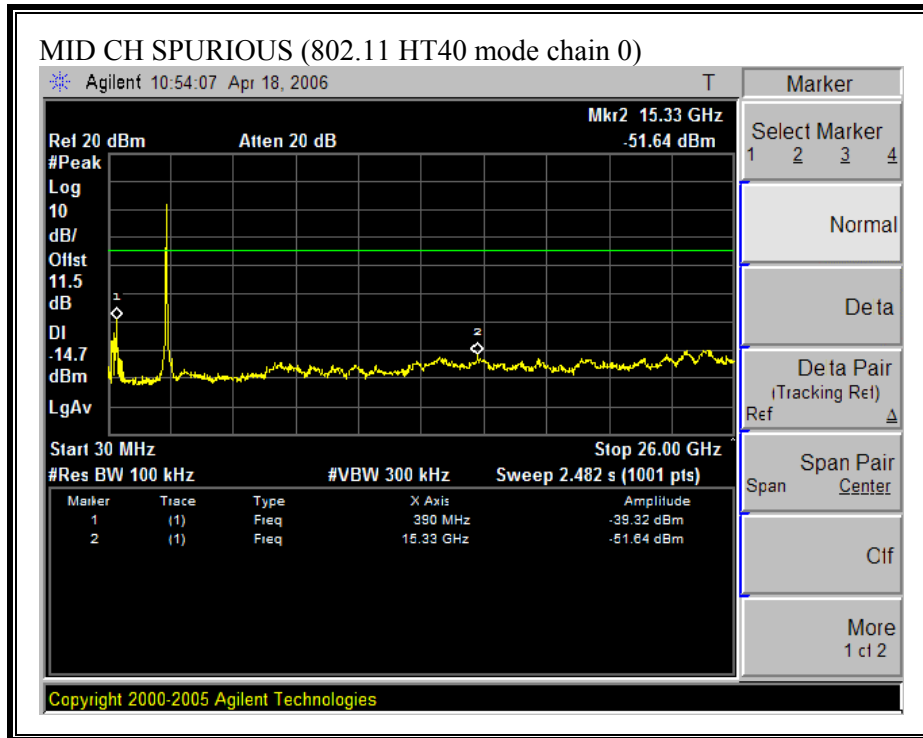 MID CH SPURIOUS (802.11 HT40 mode chain 0)
Agilent 10:54:07 Apr 18, 2006 T
Mkr2 15.33 GHz
Ref 20 dBm Atten 20 dB -51.64 dBm
#Peak
Log
10
dB/
Offst
11.5
dB
DI
-14.7
dBm
LgAv
1
2
Start 30 MHz Stop 26.00 GHz
#Res BW 100 kHz #VBW 300 kHz Sweep 2.482 s (1001 pts)
Marker Trace Type X Axis Amplitude
1 (1) Freq 390 MHz -39.32 dBm
2 (1) Freq 15.33 GHz -51.64 dBm
Copyright 2000-2005 Agilent Technologies
Marker
Select Marker
1 2 3 4
Normal
Delta
Delta Pair
(Tracking Ref)
Ref Δ
Span Pair
Span Center
Off
More
1 of 2